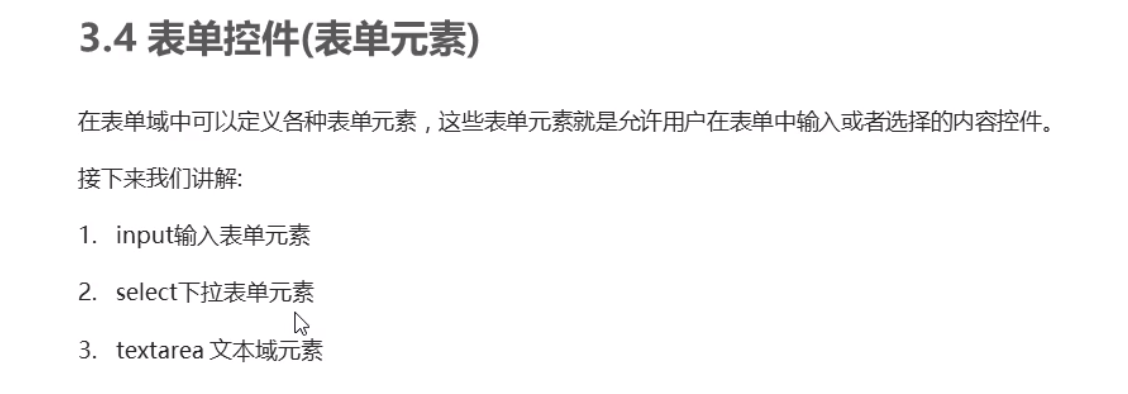 3.4 表单控件(表单元素)
在表单域中可以定义各种表单元素，这些表单元素就是允许用户在表单中输入或者选择的内容控件。
接下来我们讲解:
1. input输入表单元素
2. select下拉表单元素
3. textarea 文本域元素